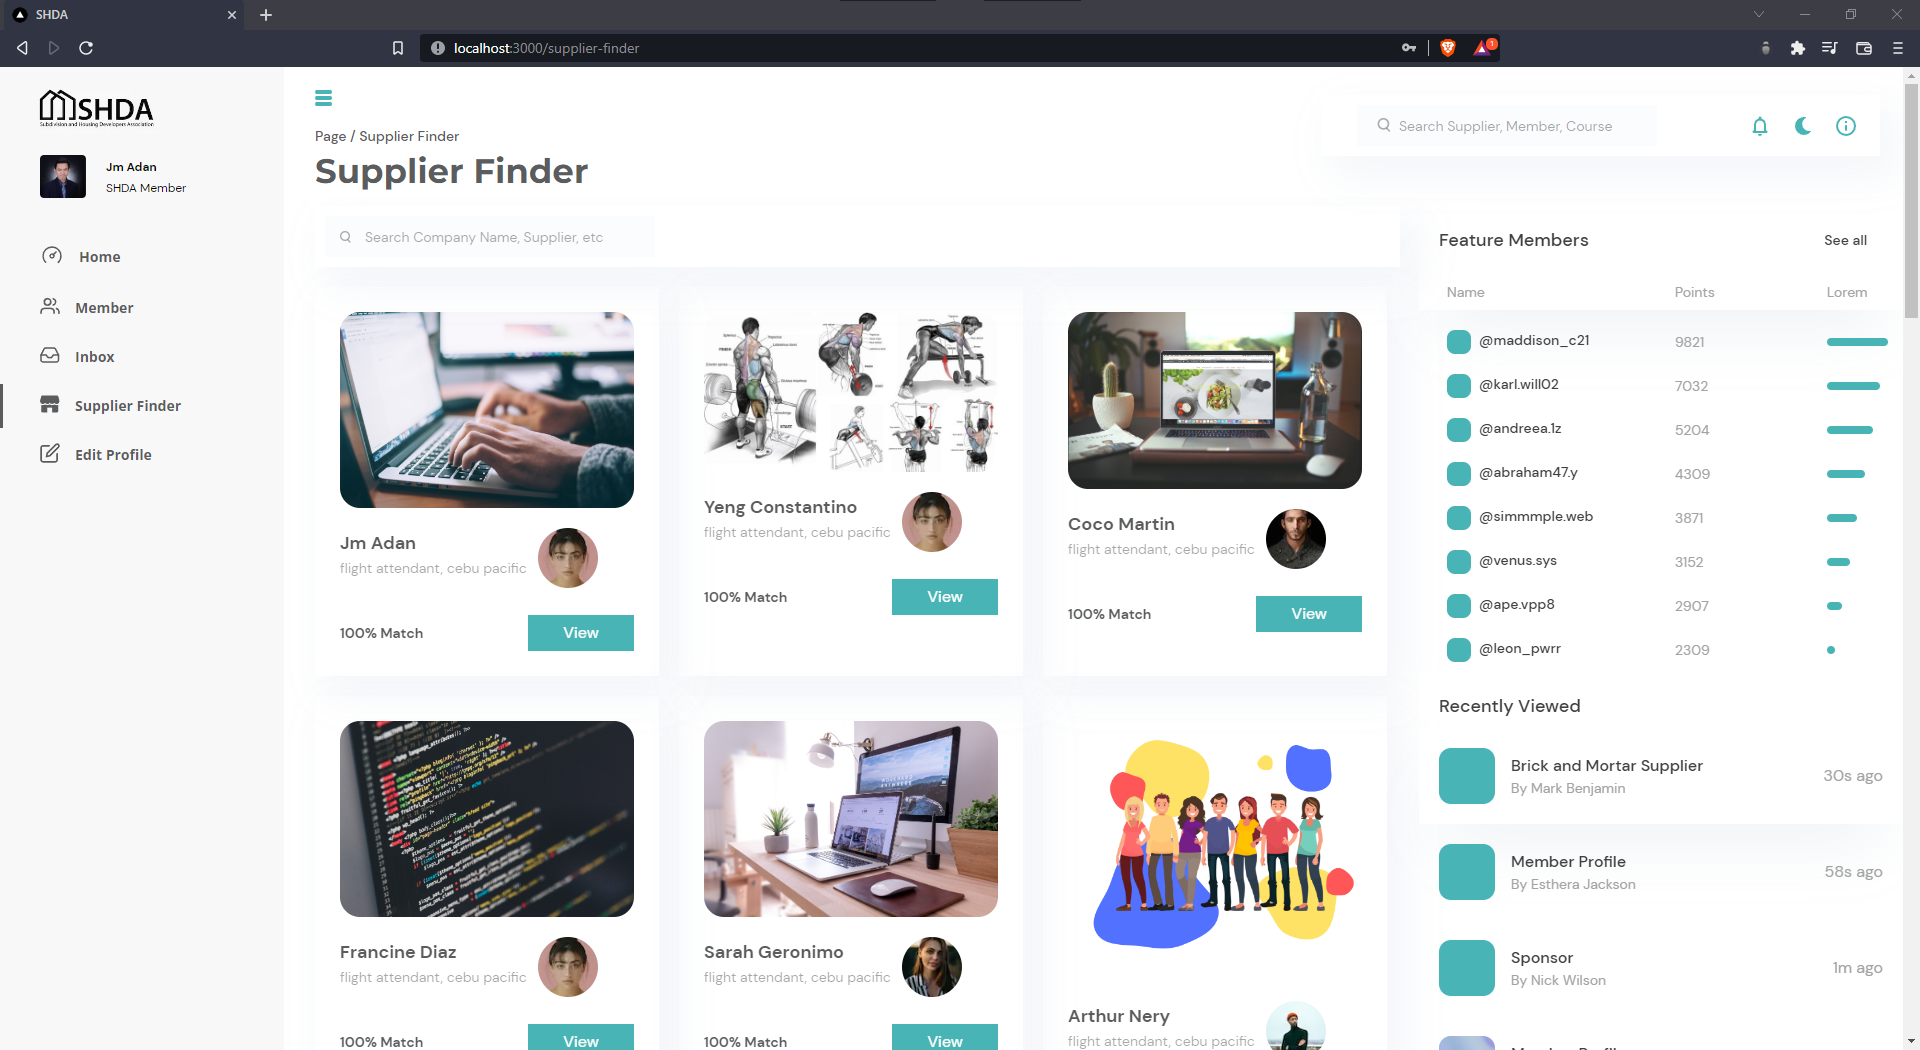 SHDA
localhost:3000/supplier-finder
1
SHDA
Subdivision and Housing Developers Association
Jm Adan
SHDA Member
Home
Member
Inbox
Supplier Finder
Edit Profile
Page / Supplier Finder
Supplier Finder
Search Supplier, Member, Course
Search Company Name, Supplier, etc
Jm Adan
flight attendant, cebu pacific
100% Match
View
START
Yeng Constantino
flight attendant, cebu pacific
100% Match
View
Coco Martin
flight attendant, cebu pacific
100% Match
View
Francine Diaz
flight attendant, cebu pacific
100% Match
View
Sarah Geronimo
flight attendant, cebu pacific
100% Match
View
Arthur Nery
flight attendant, cebu pacific
Feature Members
See all
Name Points Lorem
@maddison_c21 9821
@karl.will02 7032
@andreea.1z 5204
@abraham47.y 4309
@simmmple.web 3871
@venus.sys 3152
@ape.vpp8 2907
@leon_pwrr 2309
Recently Viewed
Brick and Mortar Supplier
By Mark Benjamin
30s ago
Member Profile
By Esthera Jackson
58s ago
Sponsor
By Nick Wilson
1m ago